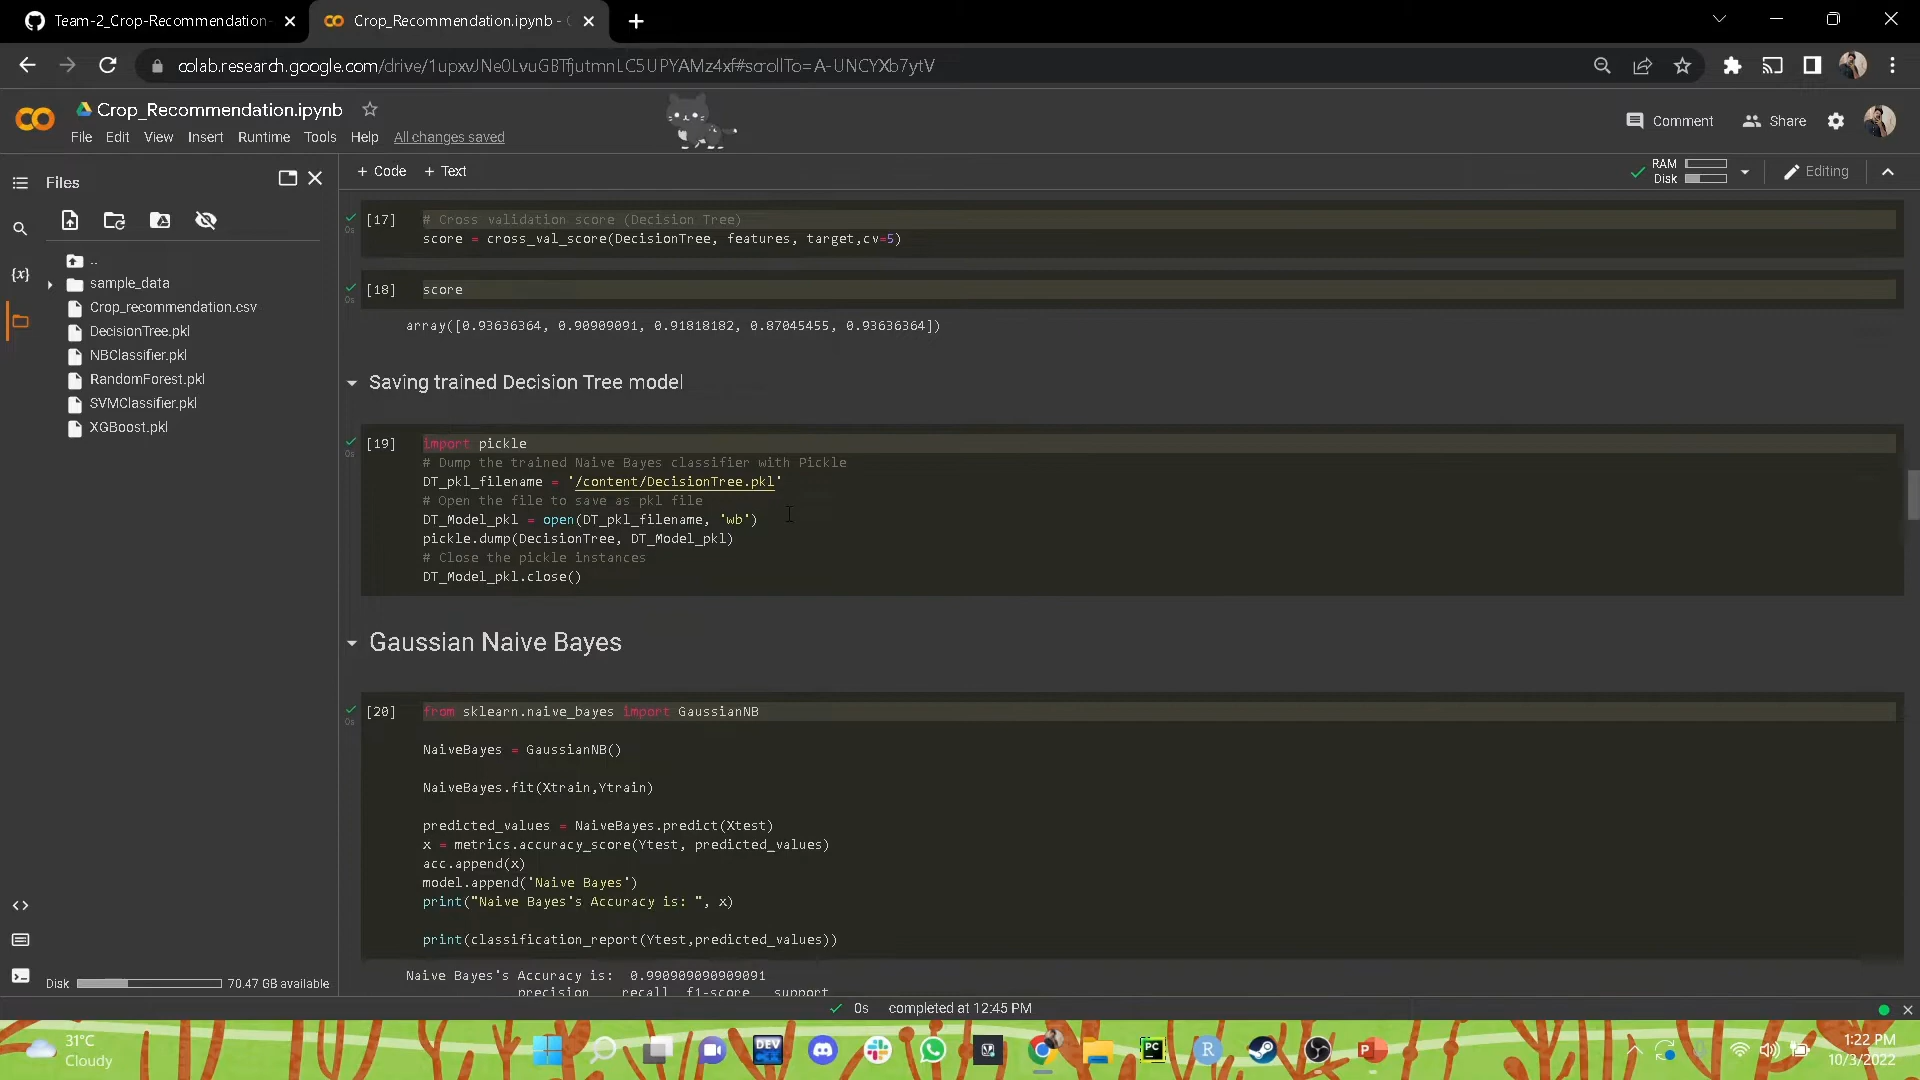 Team-2_Crop-Recommendation-
Crop_Recommendation.ipynb - C
colab.research.google.com/drive/1upxvJNe0LvuGBTfjutmnLC5UPYAMz4xf#scrollTo=A-UNCYXb7ytV
Crop_Recommendation.ipynb
File Edit View Insert Runtime Tools Help All changes saved
Comment Share
Files
+ Code + Text
RAM
Disk
Editing
..
sample_data
Crop_recommendation.csv
DecisionTree.pkl
NBClassifier.pkl
RandomForest.pkl
SVMClassifier.pkl
XGBoost.pkl
{x}
Disk 70.47 GB available
[17] # Cross validation score (Decision Tree)
0s
score = cross_val_score(DecisionTree, features, target,cv=5)
[18] score
0s
array([0.93636364, 0.90909091, 0.91818182, 0.87045455, 0.93636364])
Saving trained Decision Tree model
[19] import pickle
0s
# Dump the trained Naive Bayes classifier with Pickle
DT_pkl_filename = '/content/DecisionTree.pkl'
# Open the file to save as pkl file
DT_Model_pkl = open(DT_pkl_filename, 'wb')
pickle.dump(DecisionTree, DT_Model_pkl)
# Close the pickle instances
DT_Model_pkl.close()
Gaussian Naive Bayes
[20] from sklearn.naive_bayes import GaussianNB
0s
NaiveBayes = GaussianNB()
NaiveBayes.fit(Xtrain,Ytrain)
predicted_values = NaiveBayes.predict(Xtest)
x = metrics.accuracy_score(Ytest, predicted_values)
acc.append(x)
model.append('Naive Bayes')
print("Naive Bayes's Accuracy is: ", x)
print(classification_report(Ytest,predicted_values))
Naive Bayes's Accuracy is: 0.990909090909091
precision recall f1-score support
0s completed at 12:45 PM
31°C
Cloudy
DEV
PC
R
P
1:22 PM
10/3/2022